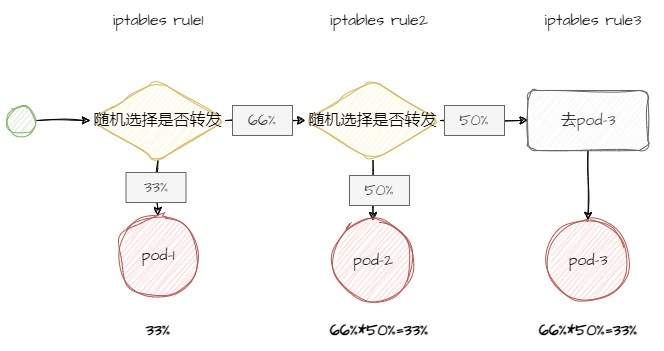 iptables rule1
iptables rule2
iptables rule3
随机选择是否转发
66%
随机选择是否转发
50%
去pod-3
33%
50%
pod-1
pod-2
pod-3
33%
66%*50%=33%
66%*50%=33%